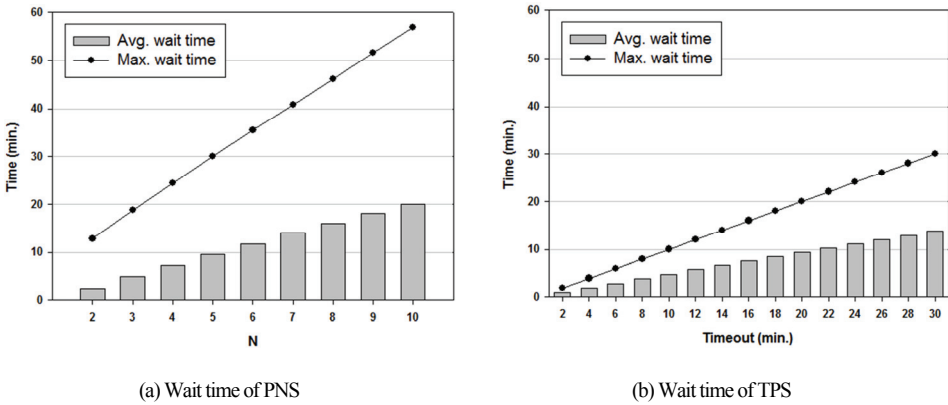 60
50
40
30
20
10
0
Time (min.)
Avg. wait time
Max. wait time
2 3 4 5 6 7 8 9 10
N
(a) Wait time of PNS
60
50
40
30
20
10
0
Time (min.)
Avg. wait time
Max. wait time
2 4 6 8 10 12 14 16 18 20 22 24 26 28 30
Timeout (min.)
(b) Wait time of TPS